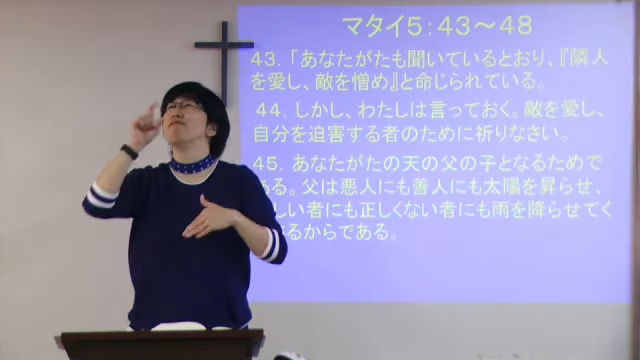 マタイ5：43～48
43．「あなたがたも聞いているとおり、『隣人
を愛し、敵を憎め』と命じられている。
44．しかし、わたしは言っておく。敵を愛し、
自分を迫害する者のために祈りなさい。
45．あなたがたの天の父の子となるためで
ある。父は悪人にも善人にも太陽を昇らせ、
しい者にも正しくない者にも雨を降らせてく
るからである。